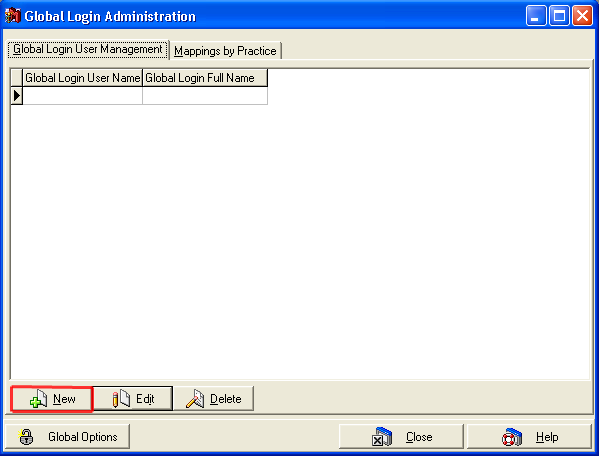 Global Login Administration
Global Login User Management Mappings by Practice
Global Login User Name Global Login Full Name
New Edit Delete
Global Options Close Help